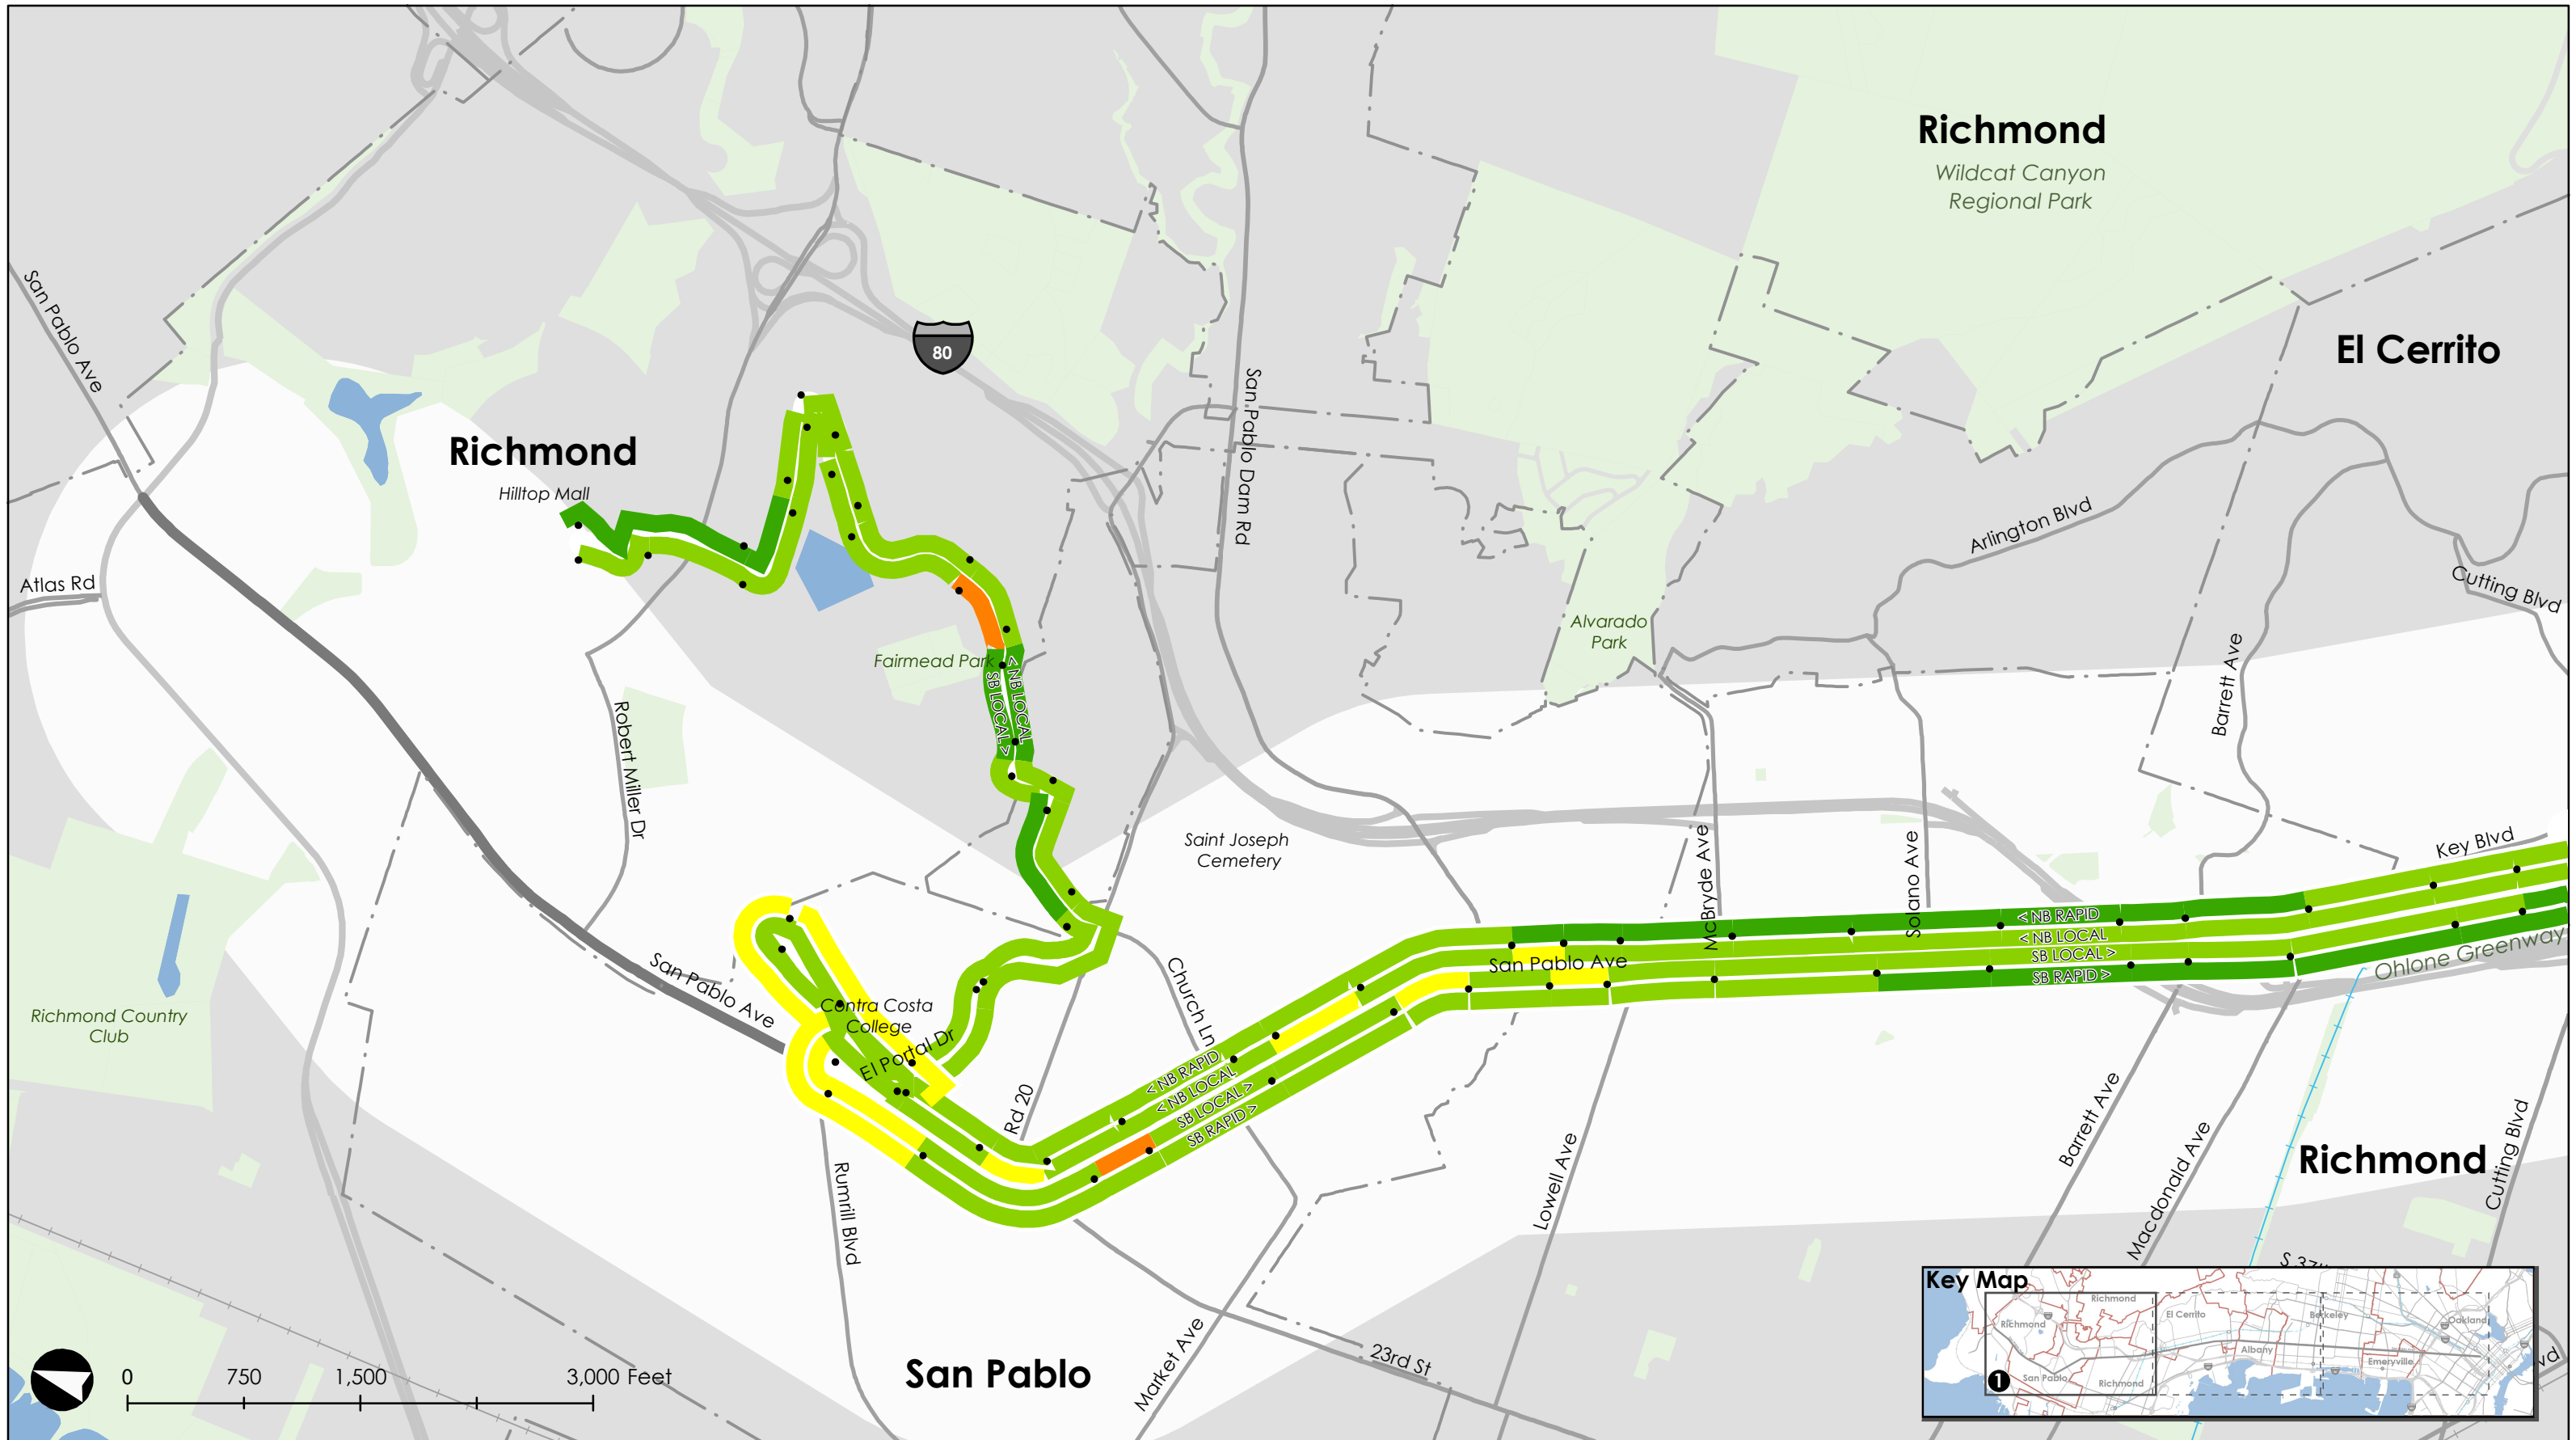 Richmond
Wildcat Canyon
Regional Park
San Pablo Ave
80
El Cerrito
San Pablo Dam Rd
Richmond
Hilltop Mall
Arlington Blvd
Cutting Blvd
Atlas Rd
Alvarado
Park
Barrett Ave
Fairmead Park
< NB LOCAL
SB LOCAL >
Robert Miller Dr
Saint Joseph
Cemetery
McBryde Ave
Solano Ave
Key Blvd
< NB RAPID
< NB LOCAL
SB LOCAL >
SB RAPID >
San Pablo Ave
Ohlone Greenway
San Pablo Ave
Contra Costa
College
El Portal Dr
Church Ln
Richmond Country
Club
< NB RAPID
< NB LOCAL
SB LOCAL >
SB RAPID >
Rd 20
Rumrill Blvd
Lowell Ave
Barrett Ave
Macdonald Ave
Richmond
Cutting Blvd
San Pablo
Market Ave
23rd St
0 750 1,500 3,000 Feet
Key Map
Richmond
Richmond
El Cerrito
Berkeley
Oakland
Albany
Emeryville
San Pablo
Richmond
1